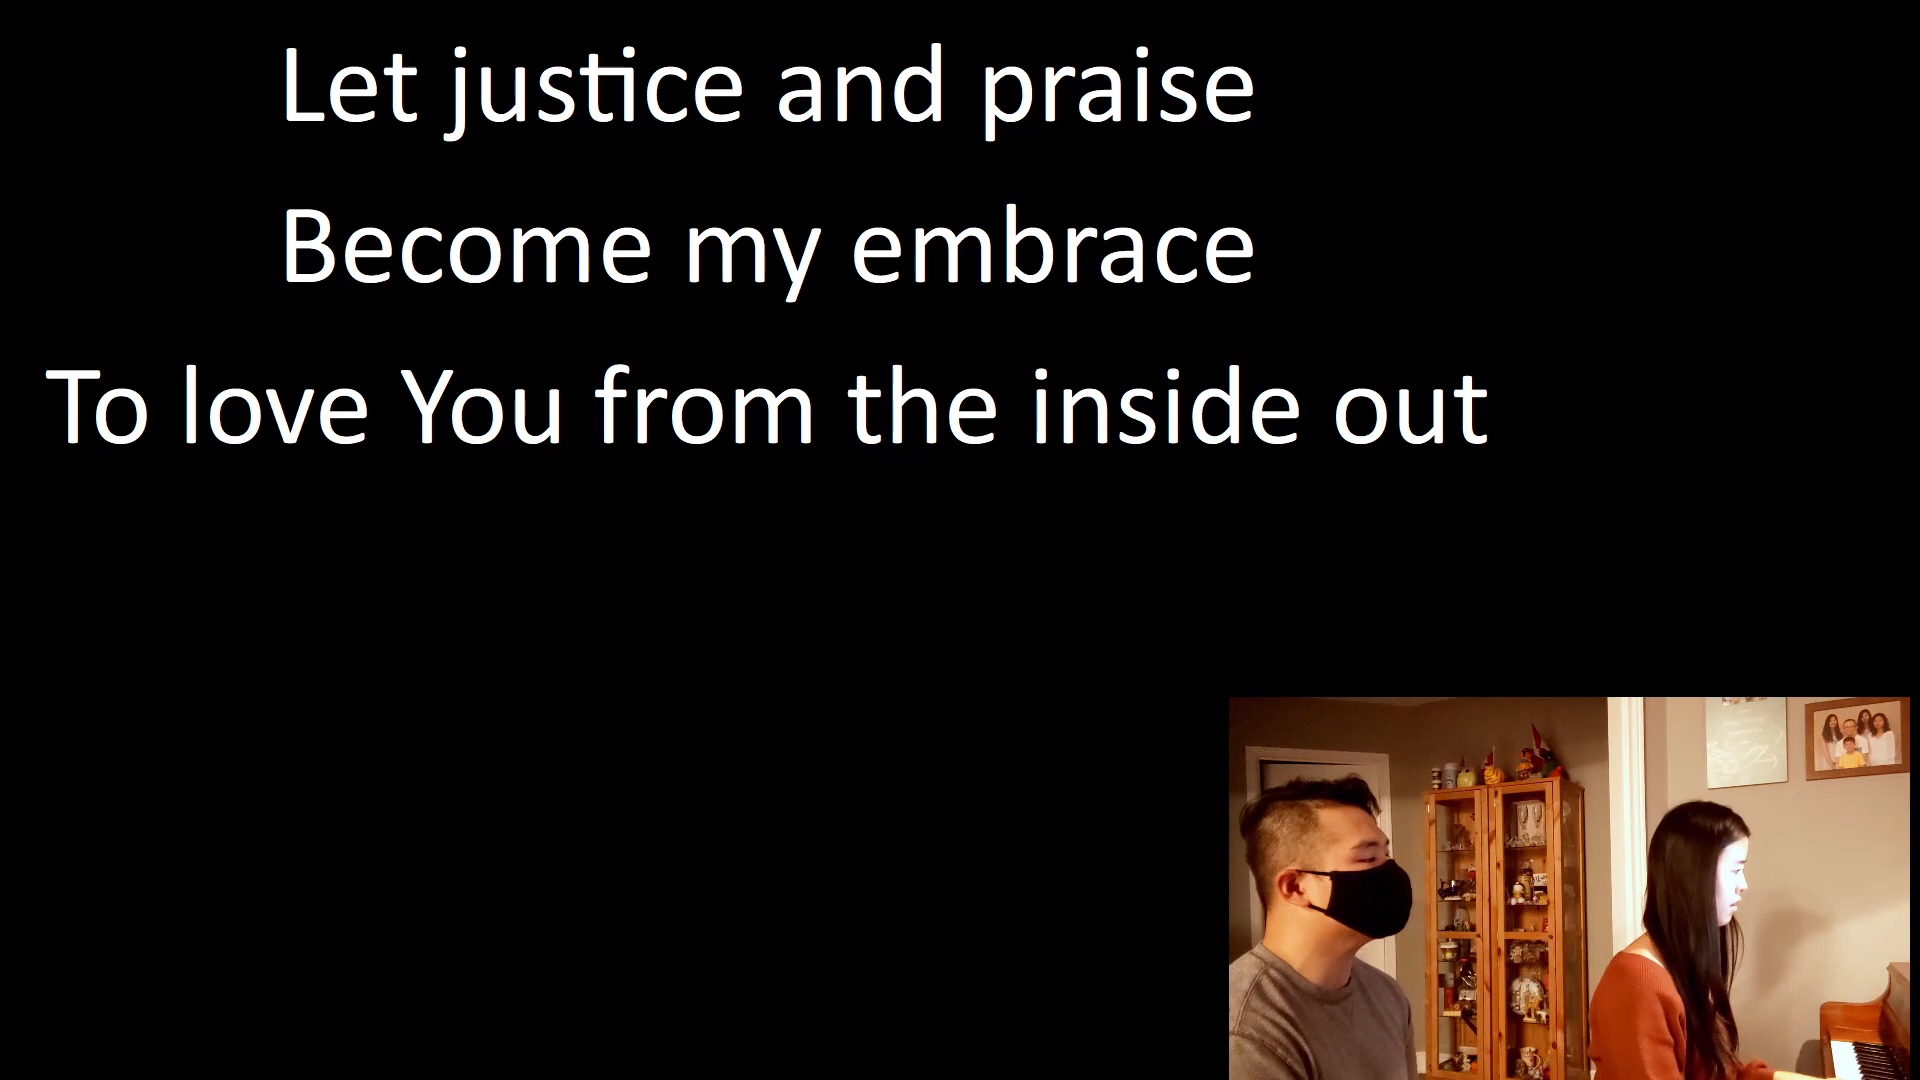 Let justice and praise
Become my embrace
To love You from the inside out